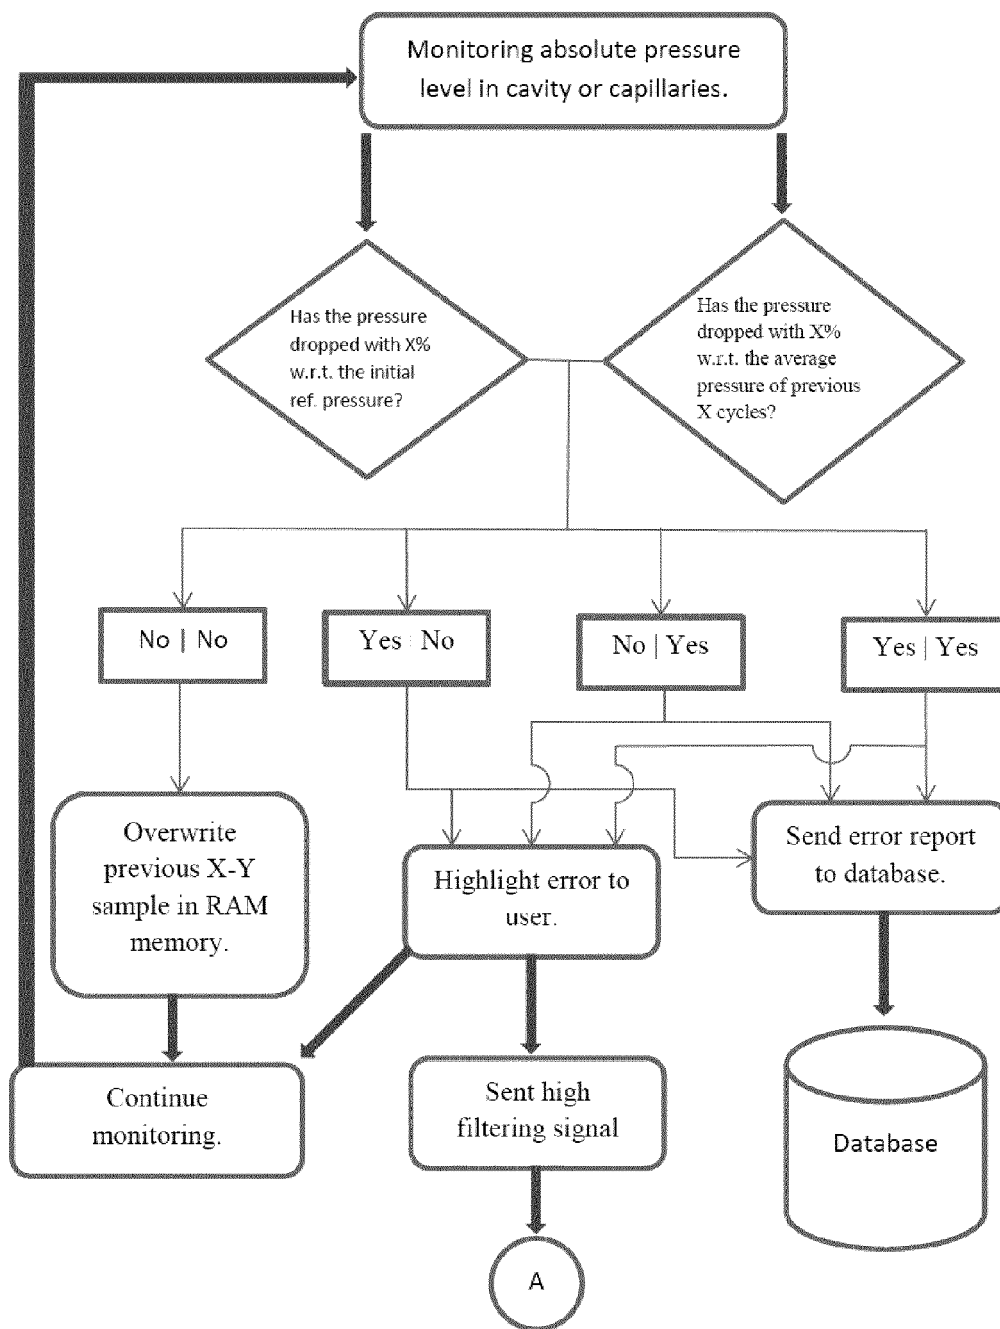 Monitoring absolute pressure
level in cavity or capillaries.
Has the pressure
dropped with X%
w.r.t. the initial
ref. pressure?
Has the pressure
dropped with X%
w.r.t. the average
pressure of previous
X cycles?
No | No
Yes | No
No | Yes
Yes | Yes
Overwrite
previous X-Y
sample in RAM
memory.
Highlight error to
user.
Send error report
to database.
Continue
monitoring.
Sent high
filtering signal
Database
A